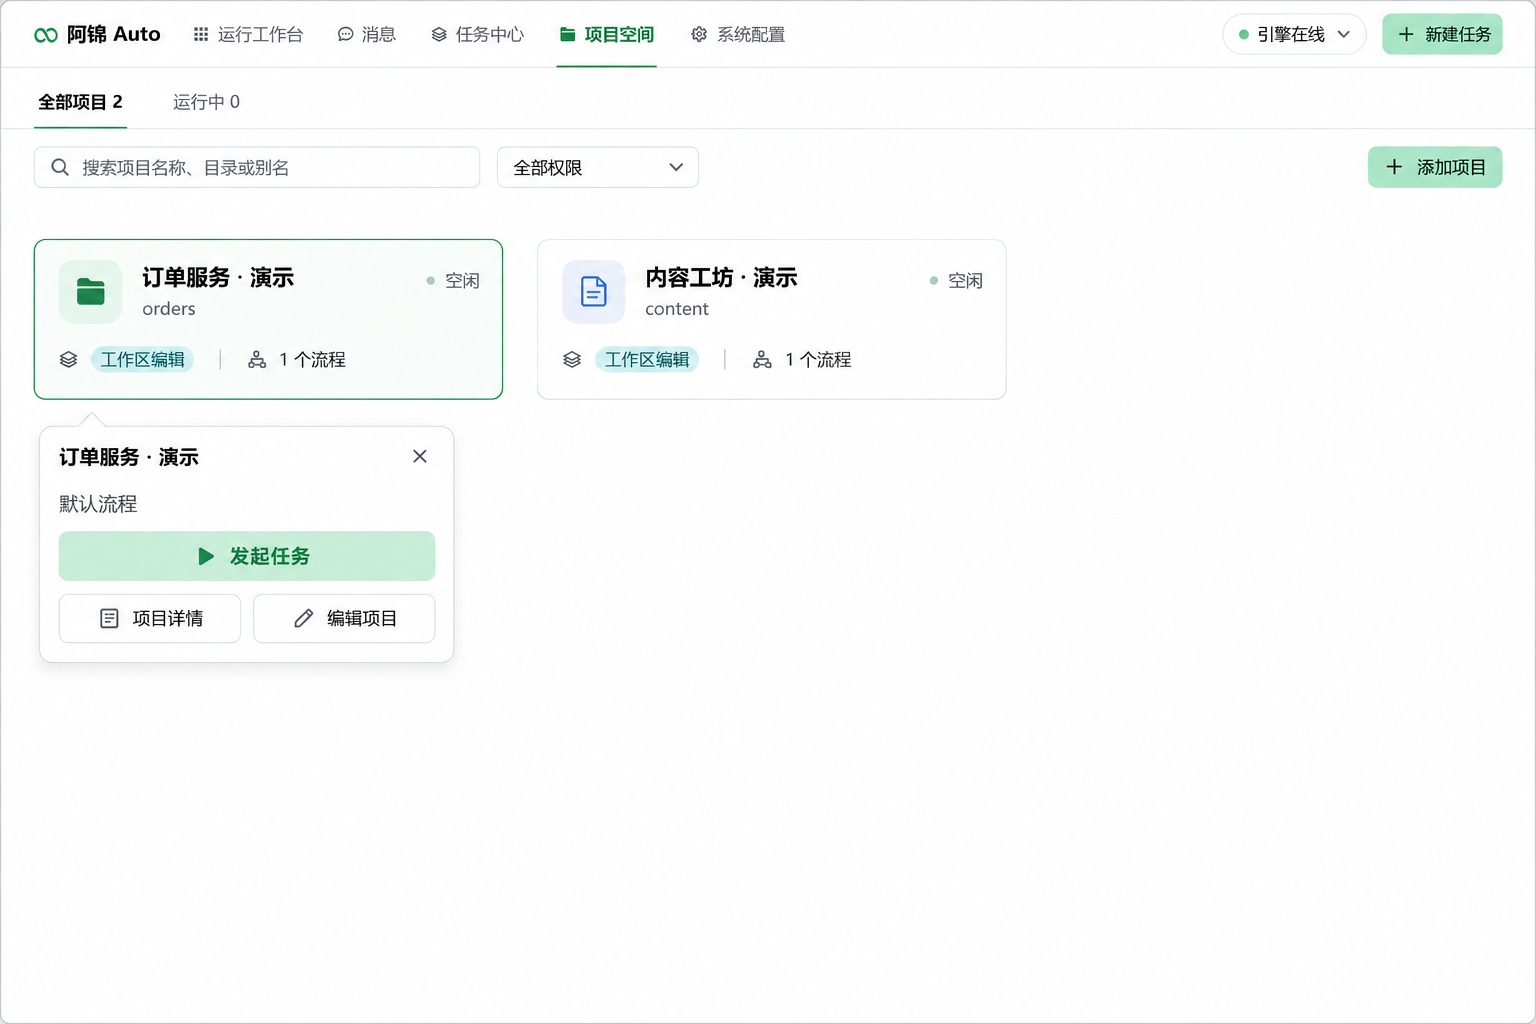 阿锦 Auto 运行工作台 消息 任务中心 项目空间 系统配置 引擎在线 新建任务
全部项目 2 运行中 0
搜索项目名称、目录或别名 全部权限 添加项目
订单服务 · 演示 空闲
orders
工作区编辑 1 个流程
内容工坊 · 演示 空闲
content
工作区编辑 1 个流程
订单服务 · 演示
默认流程
发起任务
项目详情 编辑项目